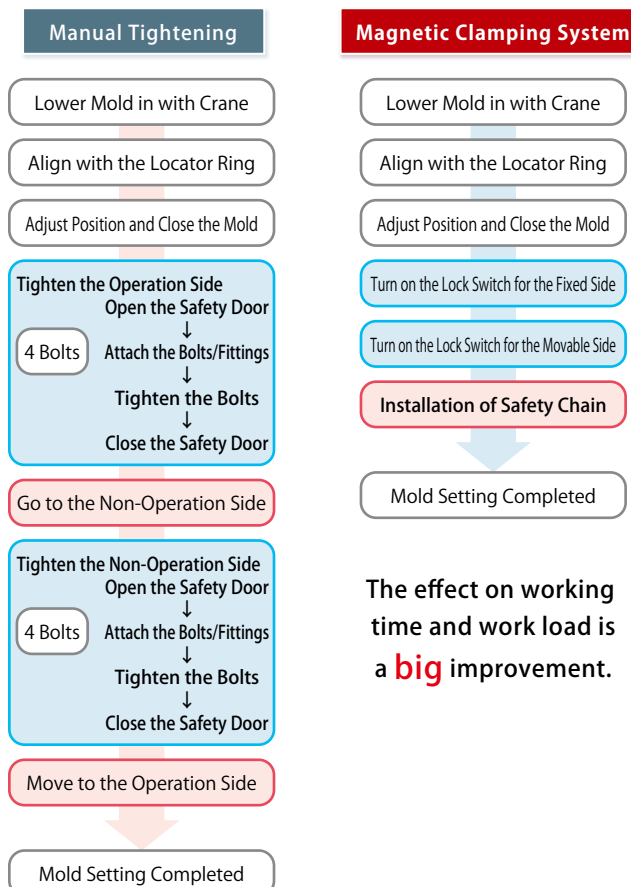 Manual Tightening
Lower Mold in with Crane
Align with the Locator Ring
Adjust Position and Close the Mold
Tighten the Operation Side
Open the Safety Door
↓
4 Bolts
Attach the Bolts/Fittings
↓
Tighten the Bolts
↓
Close the Safety Door
Go to the Non-Operation Side
Tighten the Non-Operation Side
Open the Safety Door
↓
4 Bolts
Attach the Bolts/Fittings
↓
Tighten the Bolts
↓
Close the Safety Door
Move to the Operation Side
Mold Setting Completed
Magnetic Clamping System
Lower Mold in with Crane
Align with the Locator Ring
Adjust Position and Close the Mold
Turn on the Lock Switch for the Fixed Side
Turn on the Lock Switch for the Movable Side
Installation of Safety Chain
Mold Setting Completed
The effect on working
time and work load is
a big improvement.